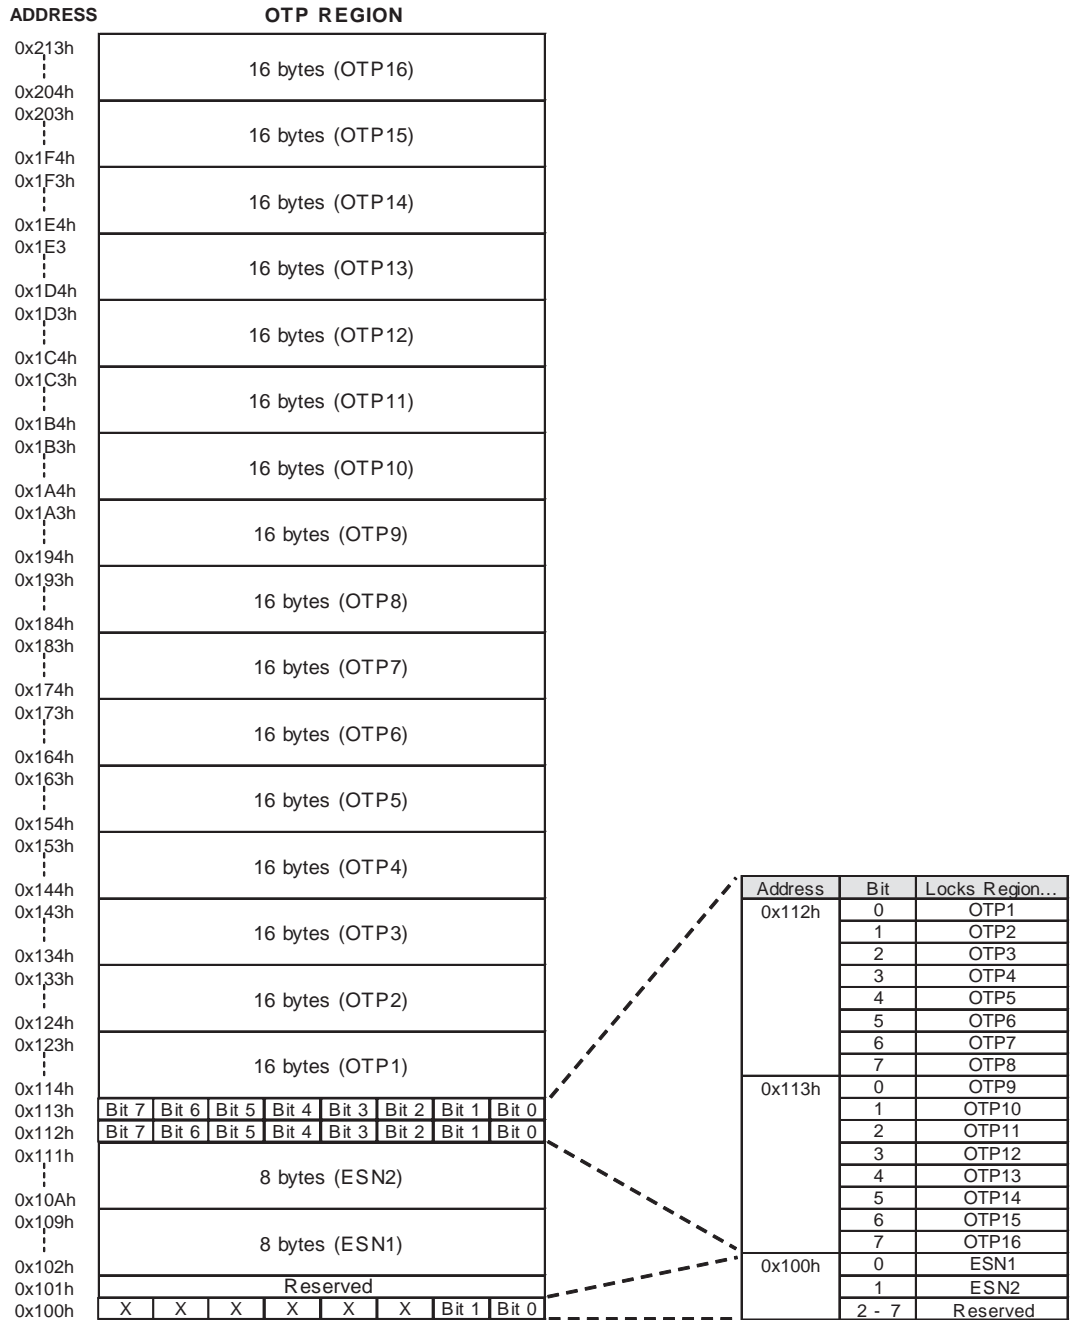 ADDRESS OTP REGION
0x213h
16 bytes (OTP16)
0x204h
0x203h
16 bytes (OTP15)
0x1F4h
0x1F3h
16 bytes (OTP14)
0x1E4h
0x1E3
16 bytes (OTP13)
0x1D4h
0x1D3h
16 bytes (OTP12)
0x1C4h
0x1C3h
16 bytes (OTP11)
0x1B4h
0x1B3h
16 bytes (OTP10)
0x1A4h
0x1A3h
16 bytes (OTP9)
0x194h
0x193h
16 bytes (OTP8)
0x184h
0x183h
16 bytes (OTP7)
0x174h
0x173h
16 bytes (OTP6)
0x164h
0x163h
16 bytes (OTP5)
0x154h
0x153h
16 bytes (OTP4)
0x144h
0x143h
16 bytes (OTP3)
0x134h
0x133h
16 bytes (OTP2)
0x124h
0x123h
16 bytes (OTP1)
0x114h
0x113h Bit 7 Bit 6 Bit 5 Bit 4 Bit 3 Bit 2 Bit 1 Bit 0
0x112h Bit 7 Bit 6 Bit 5 Bit 4 Bit 3 Bit 2 Bit 1 Bit 0
0x111h
8 bytes (ESN2)
0x10Ah
0x109h
8 bytes (ESN1)
0x102h
0x101h Reserved
0x100h X X X X X X Bit 1 Bit 0
Address Bit Locks Region...
0x112h 0 OTP1
1 OTP2
2 OTP3
3 OTP4
4 OTP5
5 OTP6
6 OTP7
7 OTP8
0x113h 0 OTP9
1 OTP10
2 OTP11
3 OTP12
4 OTP13
5 OTP14
6 OTP15
7 OTP16
0x100h 0 ESN1
1 ESN2
2 - 7 Reserved